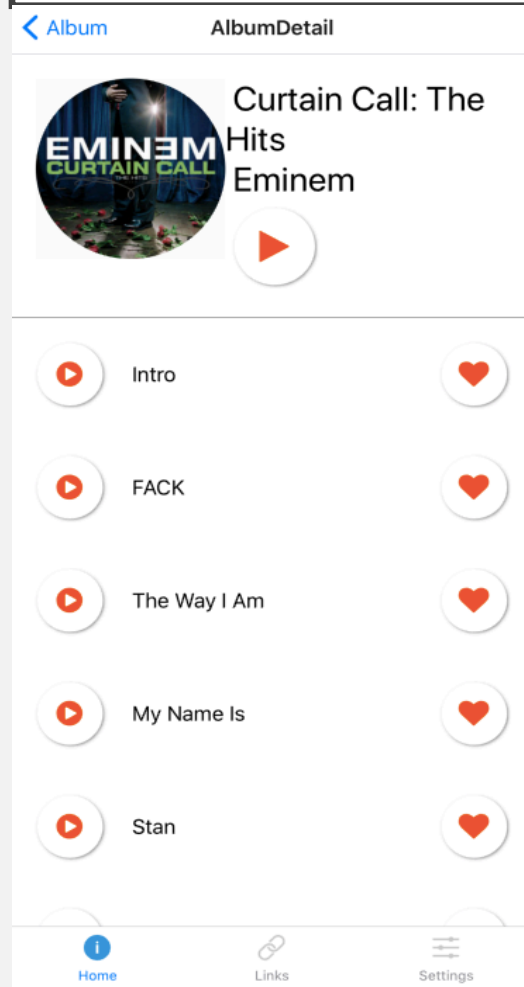 Album
AlbumDetail
Curtain Call: The
Hits
Eminem
EMINƎM
CURTAIN CALL
THE HITS
Intro
FACK
The Way I Am
My Name Is
Stan
Home
Links
Settings